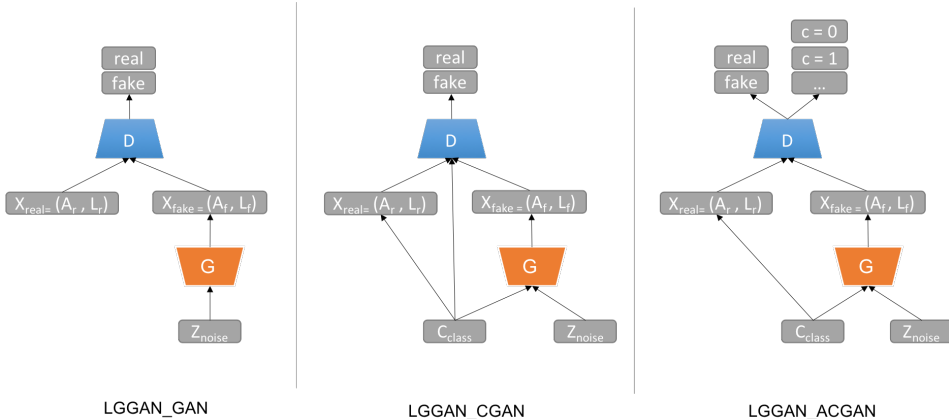 real
fake
D
X_real= (A_r , L_r)
X_fake = (A_f , L_f)
G
Z_noise
LGGAN_GAN
real
fake
D
X_real= (A_r , L_r)
X_fake = (A_f , L_f)
G
C_class
Z_noise
LGGAN_CGAN
real
fake
c = 0
c = 1
...
D
X_real= (A_r , L_r)
X_fake = (A_f , L_f)
G
C_class
Z_noise
LGGAN_ACGAN